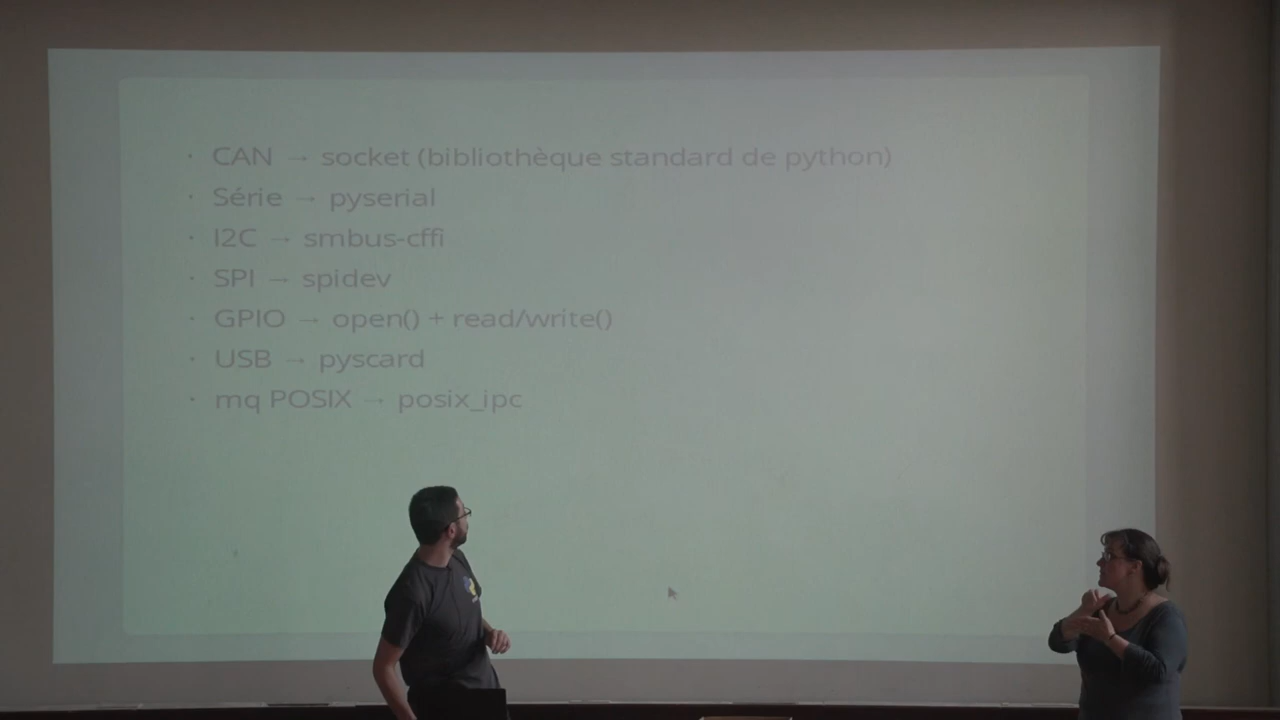 · CAN → socket (bibliothèque standard de python)
· Série → pyserial
· I2C → smbus-cffi
· SPI → spidev
· GPIO → open() + read/write()
· USB → pyscard
· mq POSIX → posix_ipc